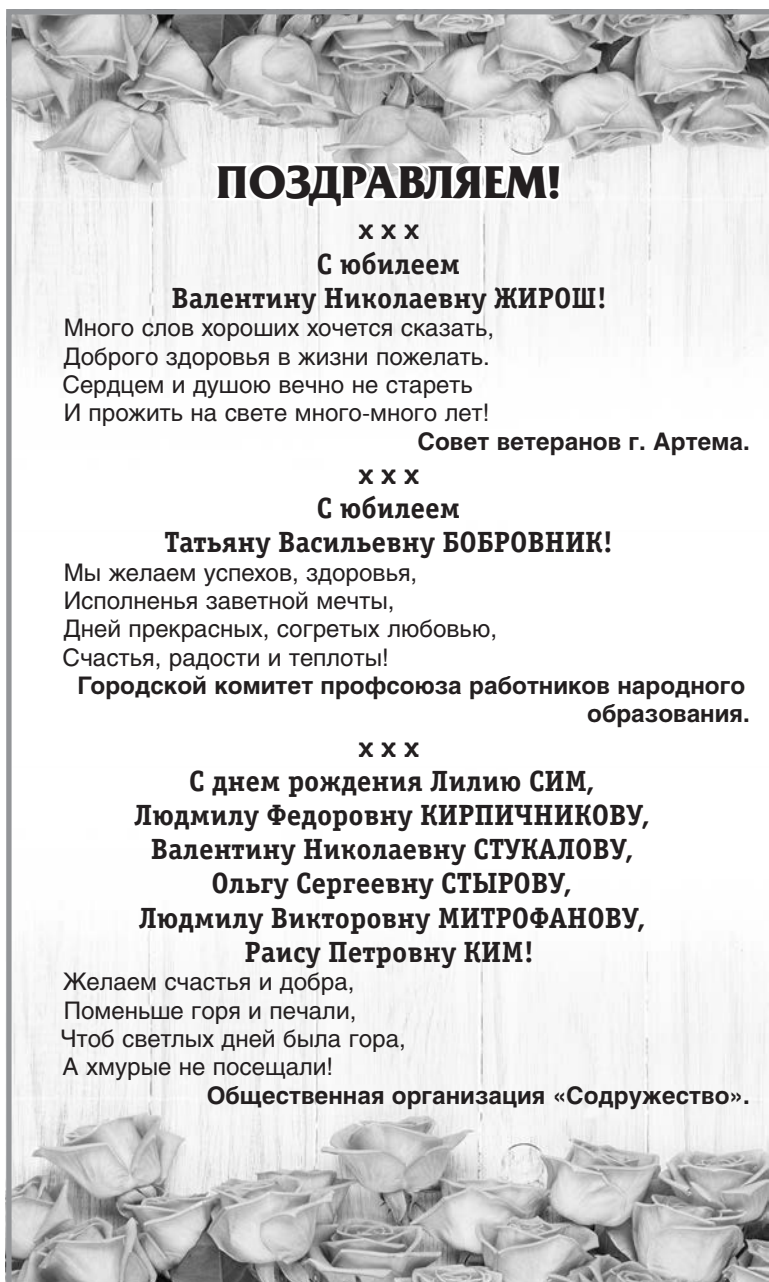 ПОЗДРАВЛЯЕМ!
х х х
С юбилеем
Валентину Николаевну ЖИРОШ!
Много слов хороших хочется сказать,
Доброго здоровья в жизни пожелать.
Сердцем и душою вечно не стареть
И прожить на свете много-много лет!
Совет ветеранов г. Артема.
х х х
С юбилеем
Татьяну Васильевну БОБРОВНИК!
Мы желаем успехов, здоровья,
Исполненья заветной мечты,
Дней прекрасных, согретых любовью,
Счастья, радости и теплоты!
Городской комитет профсоюза работников народного
образования.
х х х
С днем рождения Лилию СИМ,
Людмилу Федоровну КИРПИЧНИКОВУ,
Валентину Николаевну СТУКАЛОВУ,
Ольгу Сергеевну СТЫРОВУ,
Людмилу Викторовну МИТРОФАНОВУ,
Раису Петровну КИМ!
Желаем счастья и добра,
Поменьше горя и печали,
Чтоб светлых дней была гора,
А хмурые не посещали!
Общественная организация «Содружество».